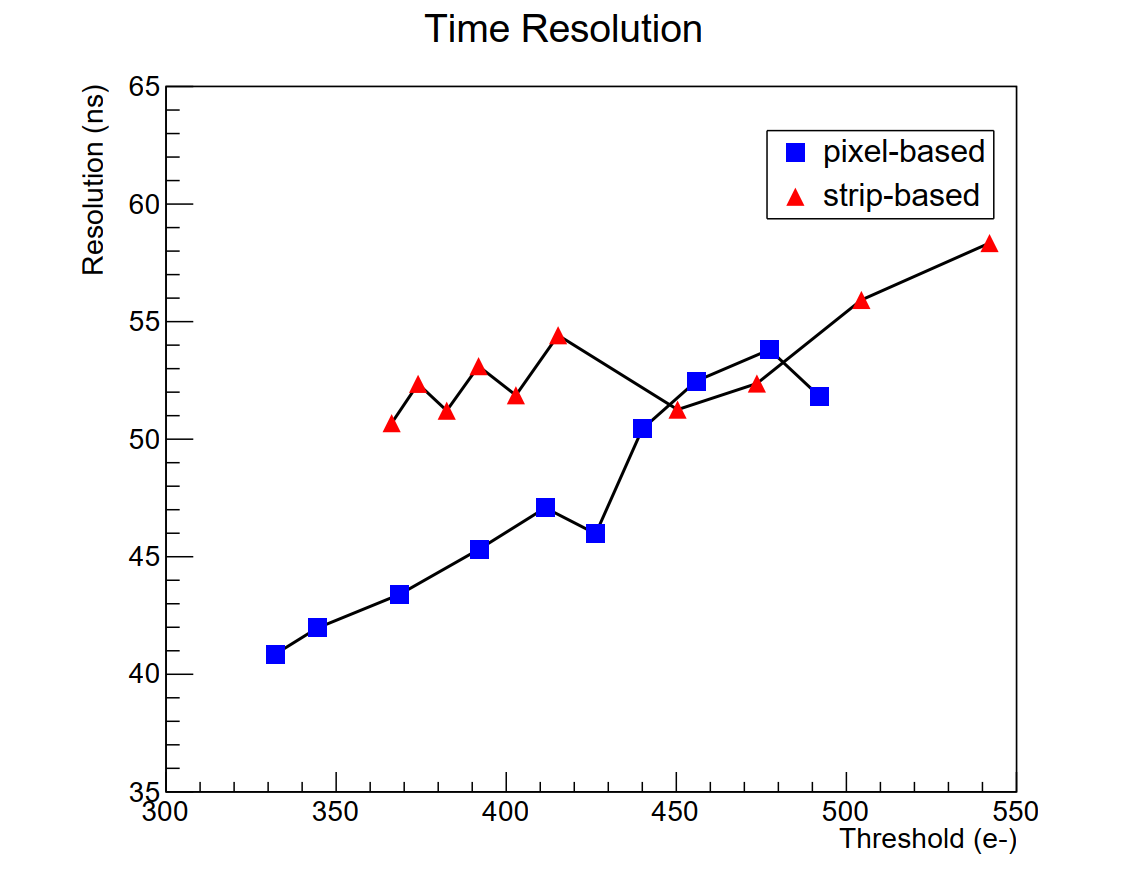 Time Resolution
Resolution (ns)
65
60
55
50
45
40
35
pixel-based
strip-based
300 350 400 450 500 550
Threshold (e-)